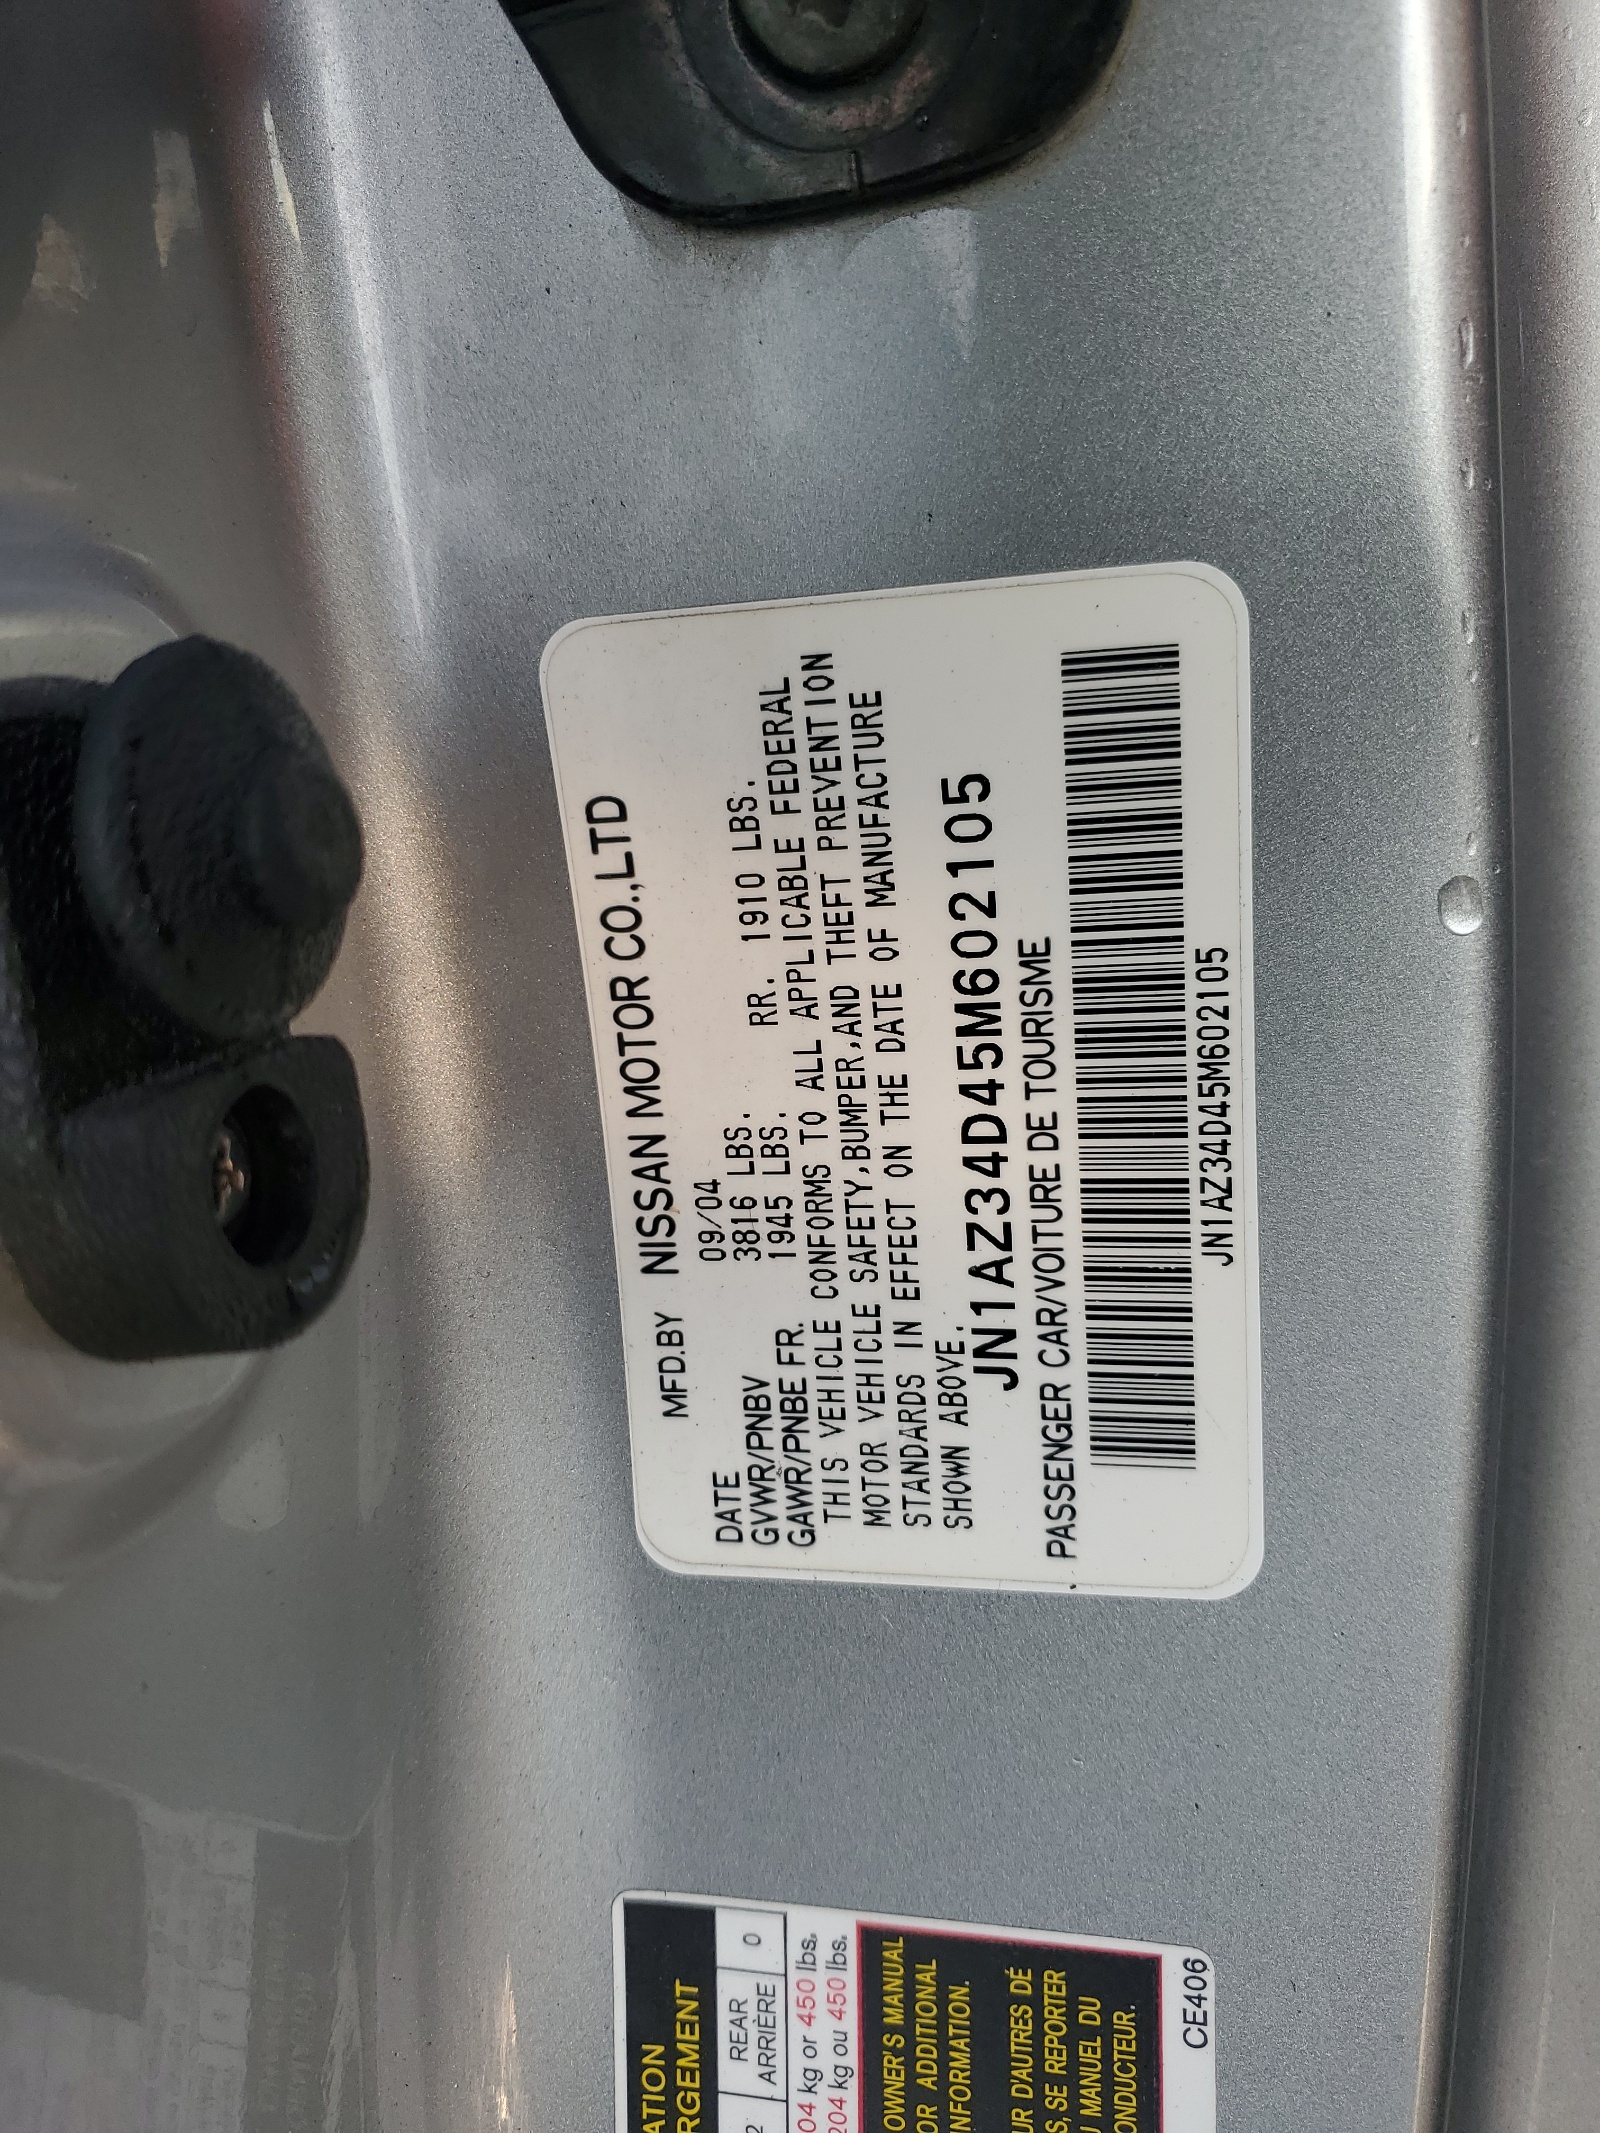 MFD.BY NISSAN MOTOR CO.,LTD
DATE 09/04
GVWR/PNBV 3816 LBS.
GAWR/PNBE FR. 1945 LBS. RR. 1910 LBS.
THIS VEHICLE CONFORMS TO ALL APPLICABLE FEDERAL
MOTOR VEHICLE SAFETY,BUMPER,AND THEFT PREVENTION
STANDARDS IN EFFECT ON THE DATE OF MANUFACTURE
SHOWN ABOVE.
JN1AZ34D45M602105
PASSENGER CAR/VOITURE DE TOURISME
JN1AZ34D45M602105
ATION
RGEMENT
2 REAR 0
ARRIÈRE
04 kg or 450 lbs.
204 kg ou 450 lbs.
OWNER'S MANUAL
OR ADDITIONAL
NFORMATION.
UR D'AUTRES DÉ
S, SE REPORTER
U MANUEL DU
ONDUCTEUR.
CE406